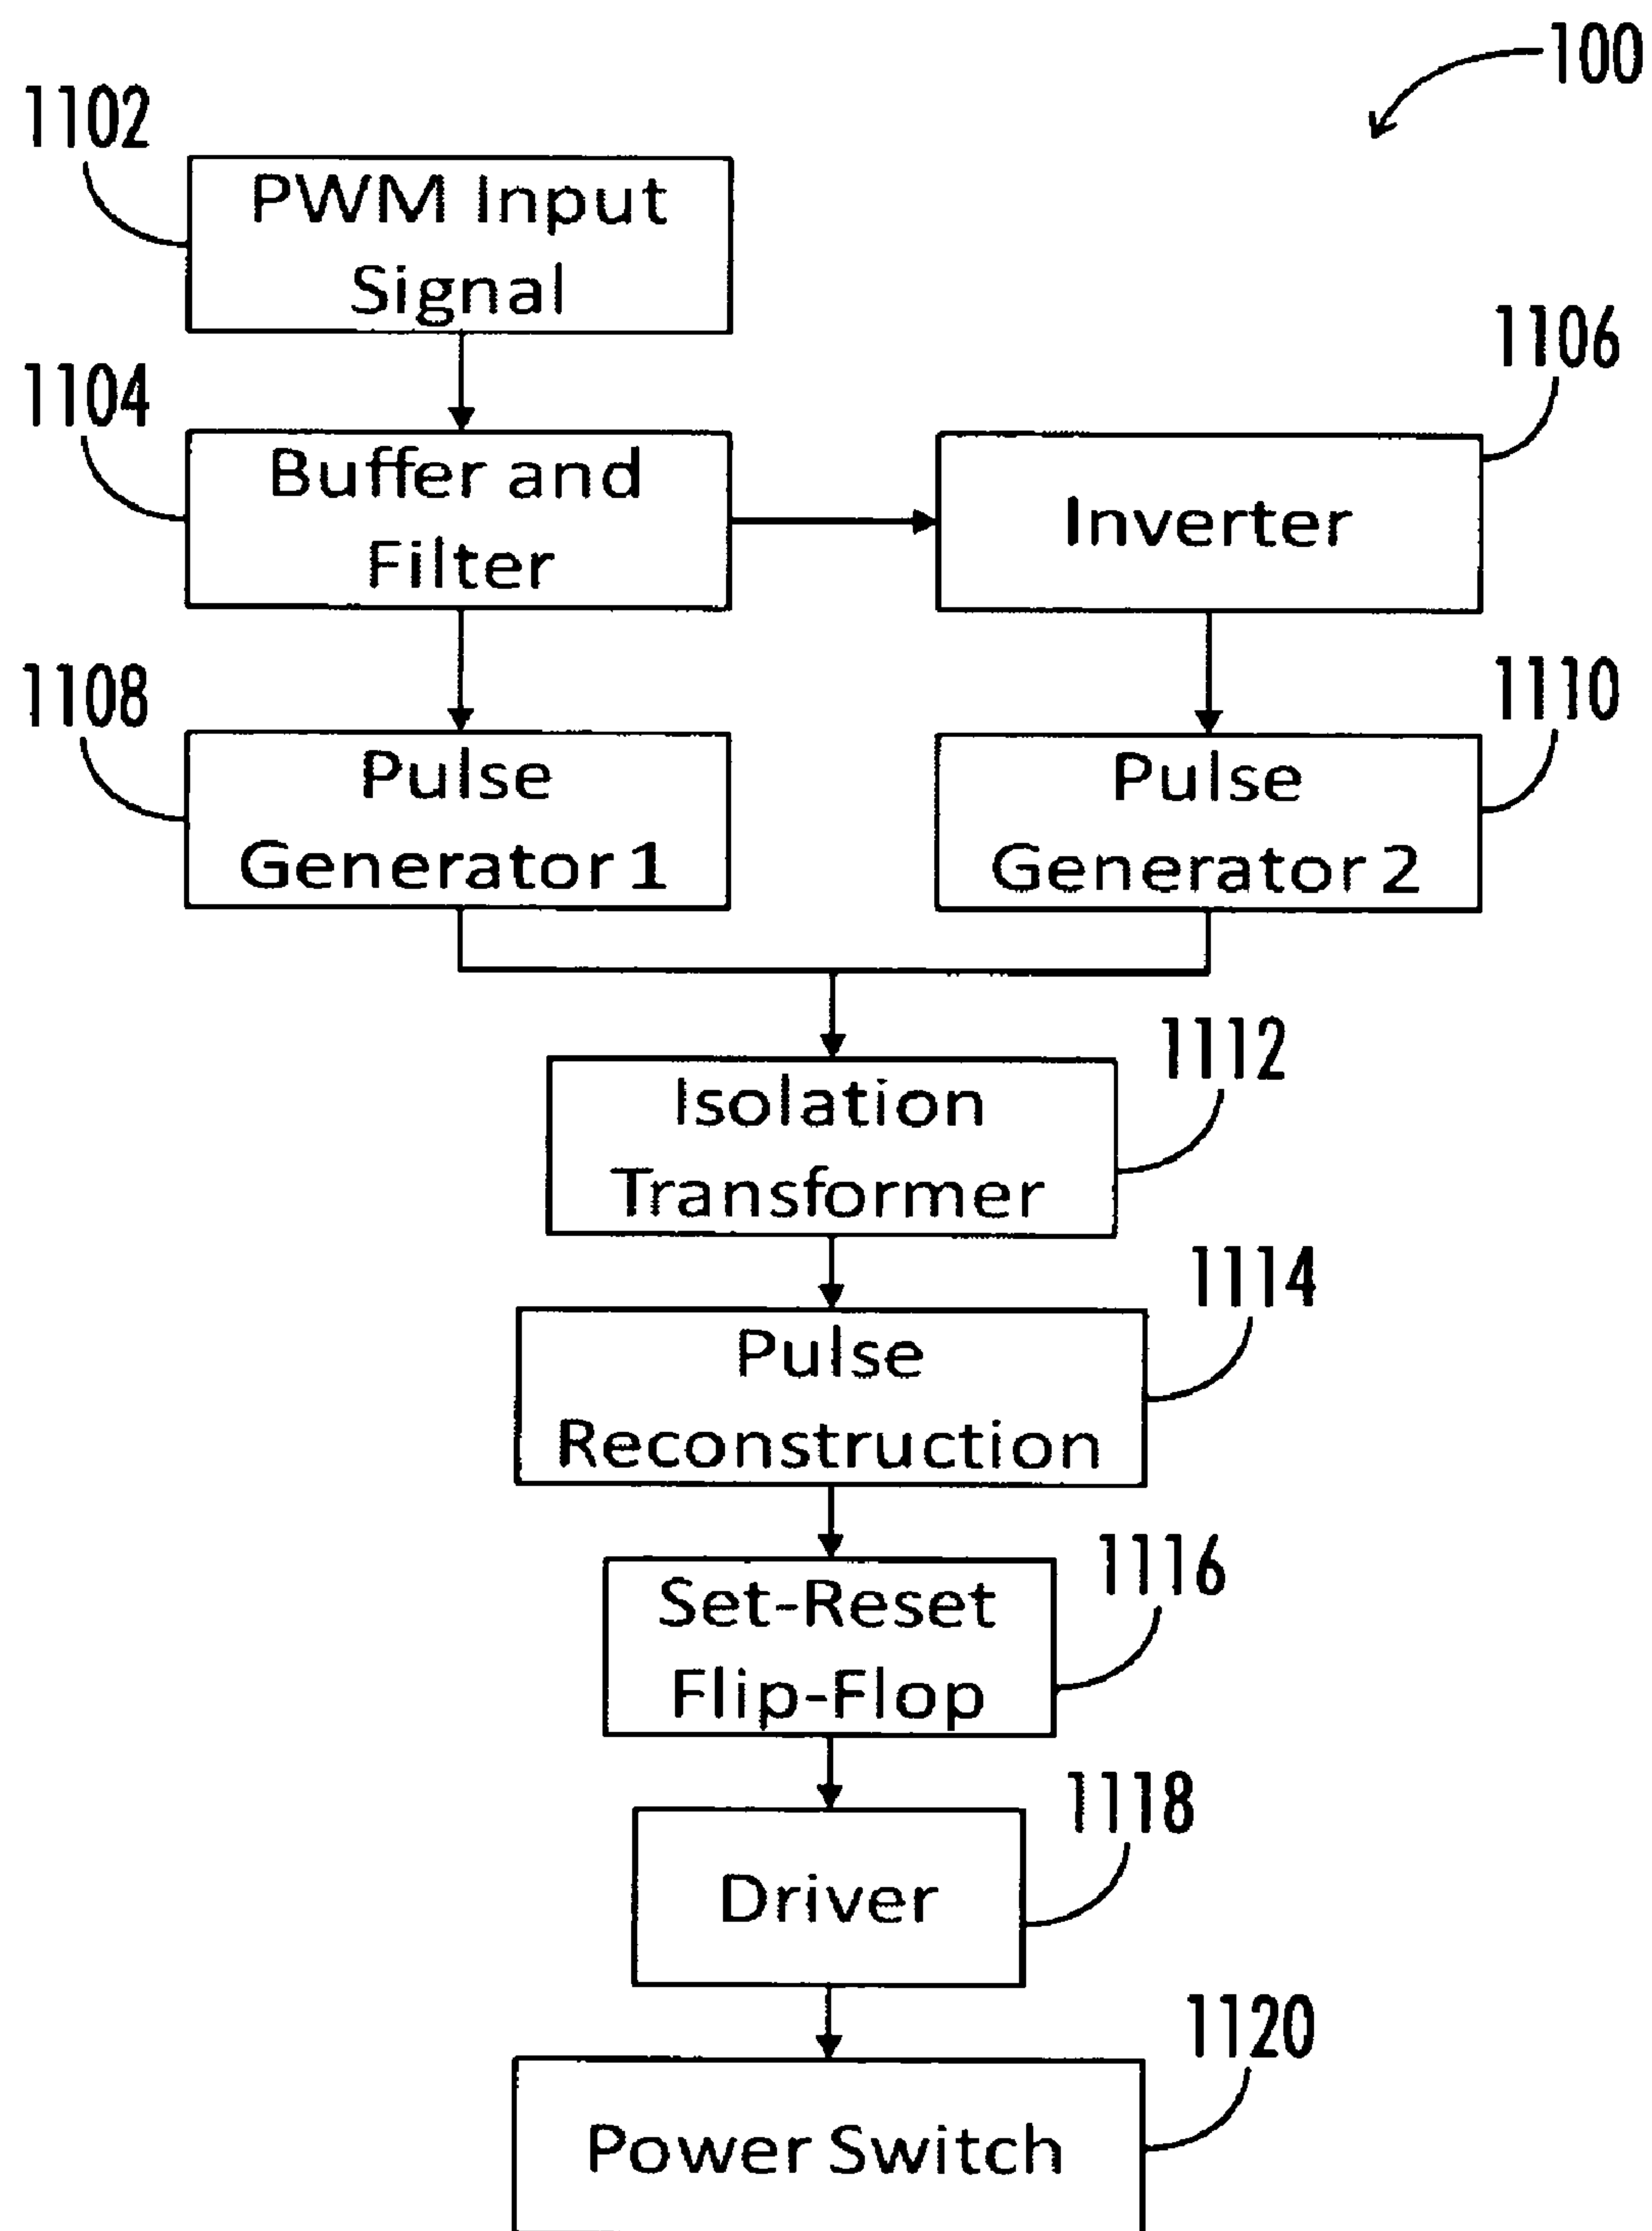 100
1102
PWM Input
Signal
1104
Buffer and
Filter
1106
Inverter
1108
Pulse
Generator 1
1110
Pulse
Generator 2
1112
Isolation
Transformer
1114
Pulse
Reconstruction
1116
Set-Reset
Flip-Flop
1118
Driver
1120
Power Switch